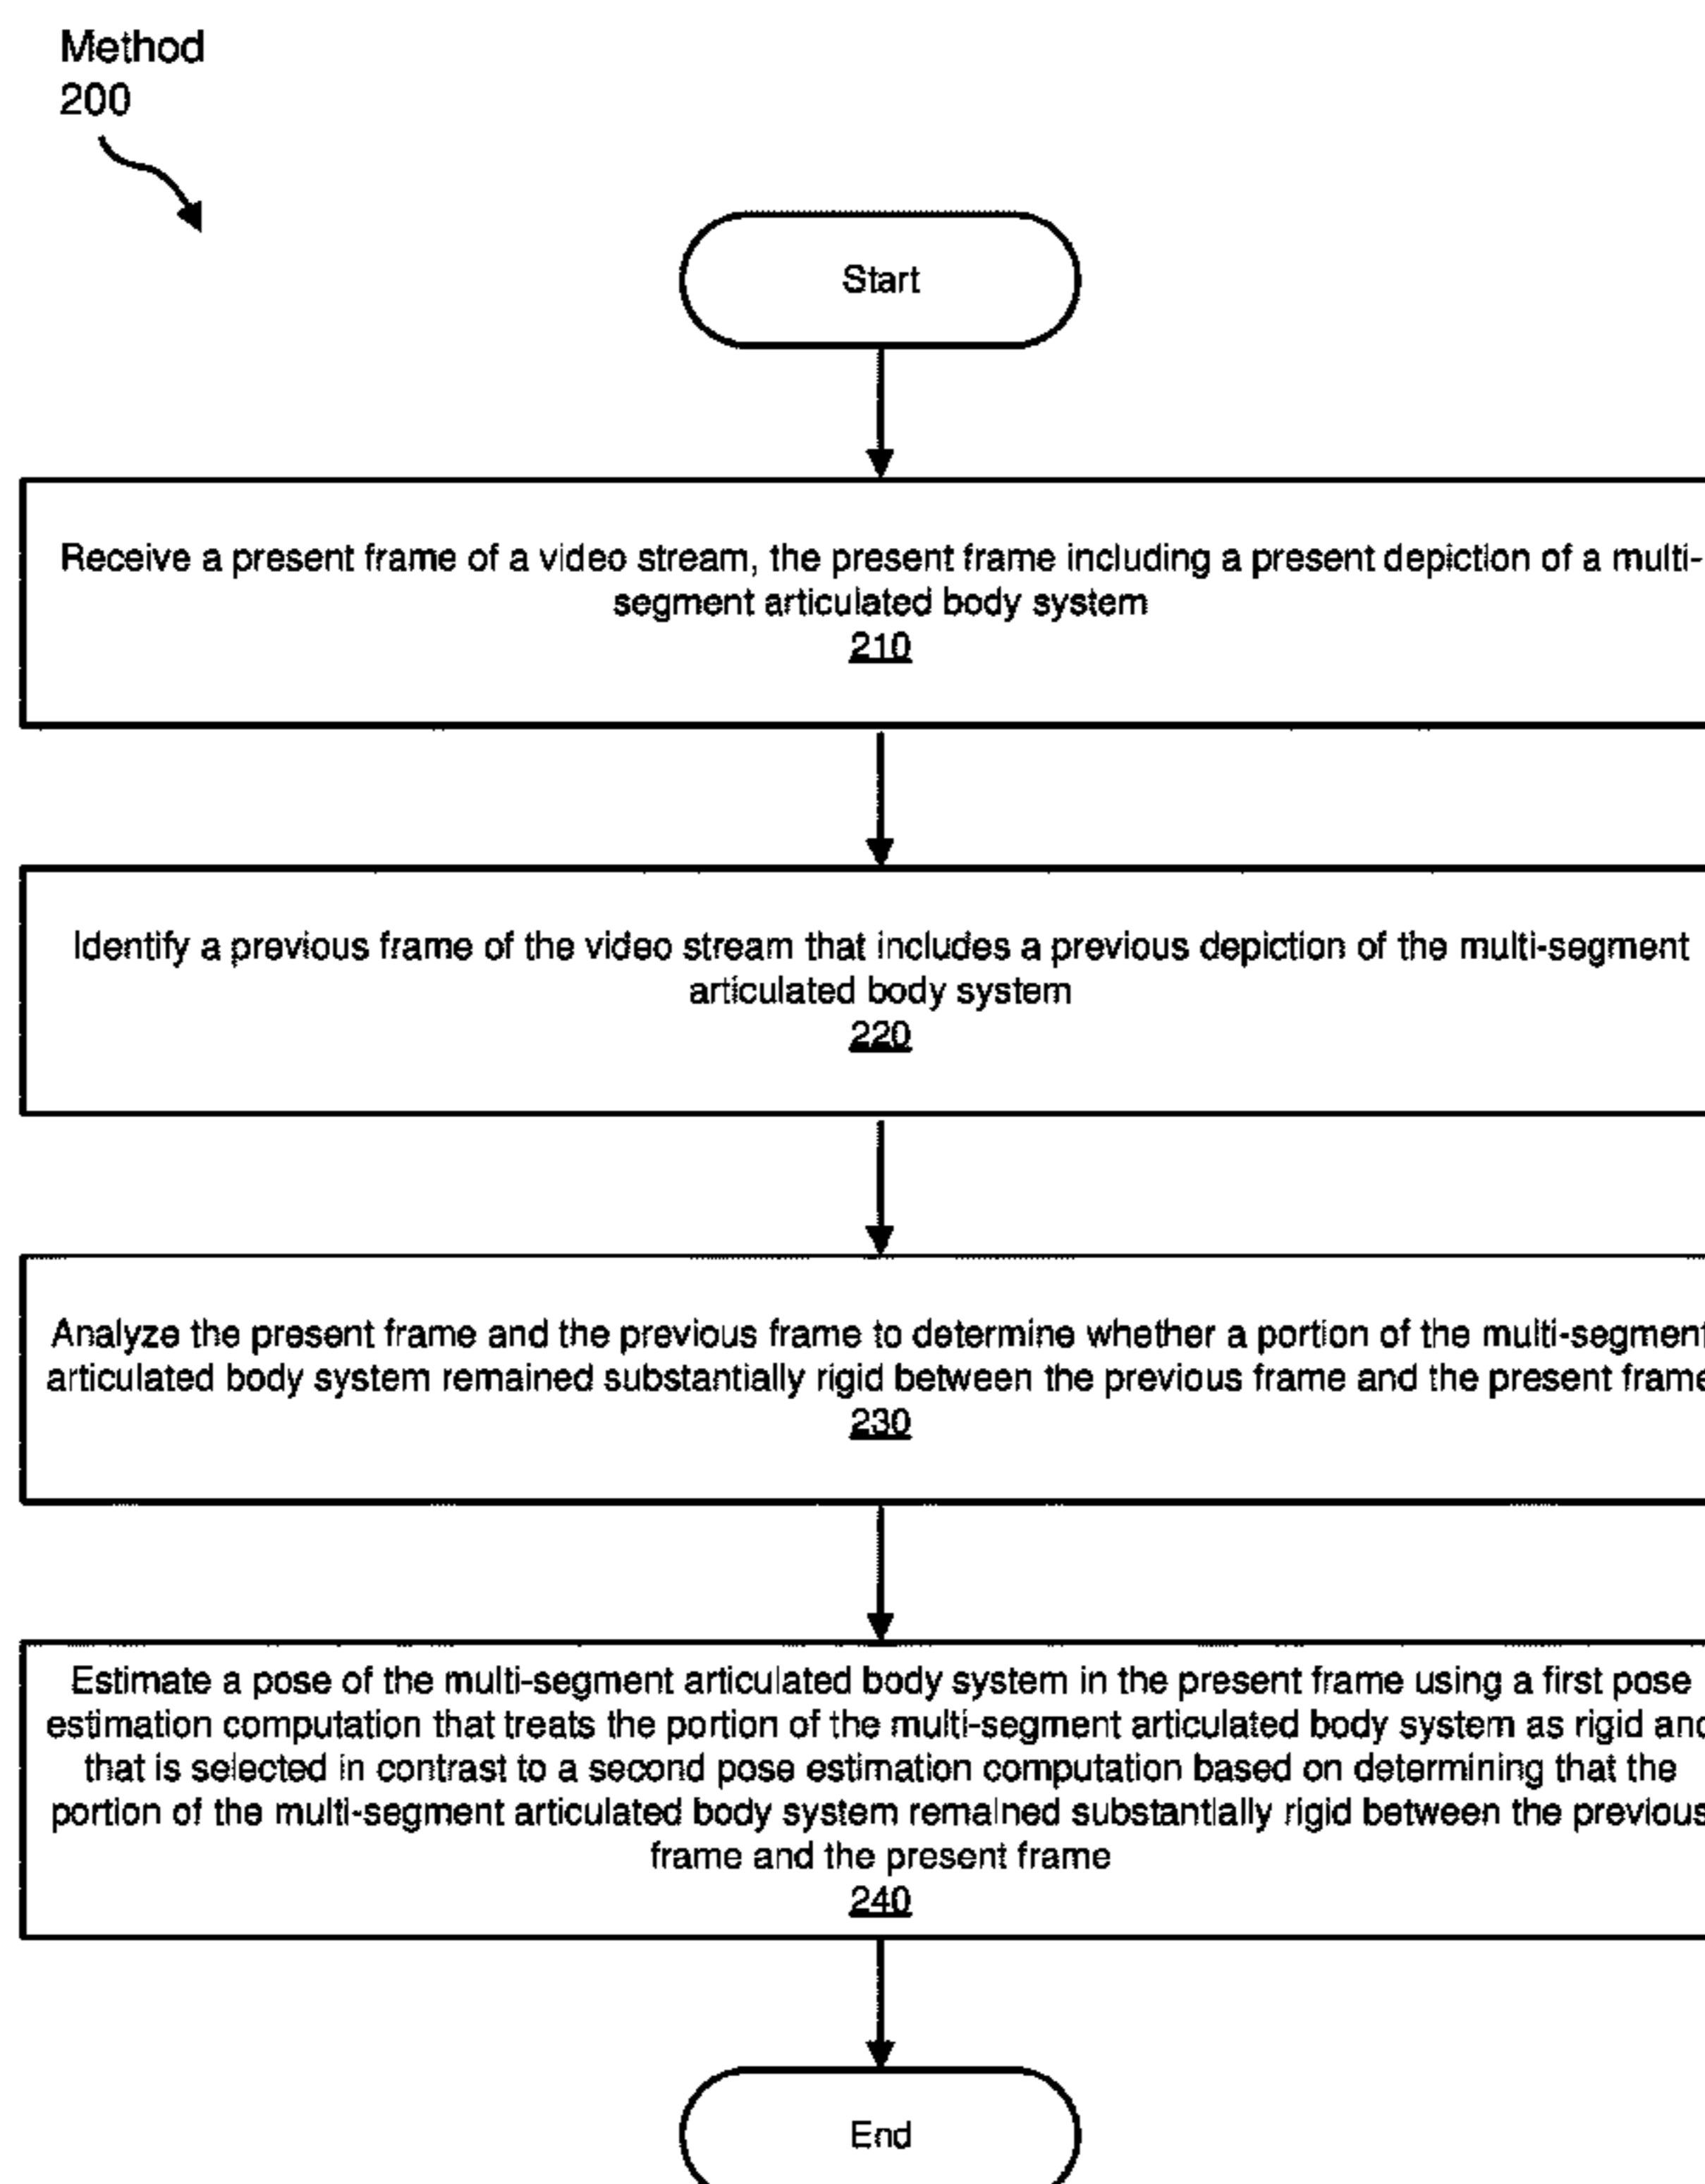 Method
200
Start
Receive a present frame of a video stream, the present frame including a present depiction of a multi-
segment articulated body system
210
Identify a previous frame of the video stream that includes a previous depiction of the multi-segment
articulated body system
220
Analyze the present frame and the previous frame to determine whether a portion of the multi-segment
articulated body system remained substantially rigid between the previous frame and the present frame
230
Estimate a pose of the multi-segment articulated body system in the present frame using a first pose
estimation computation that treats the portion of the multi-segment articulated body system as rigid and
that is selected in contrast to a second pose estimation computation based on determining that the
portion of the multi-segment articulated body system remained substantially rigid between the previous
frame and the present frame
240
End